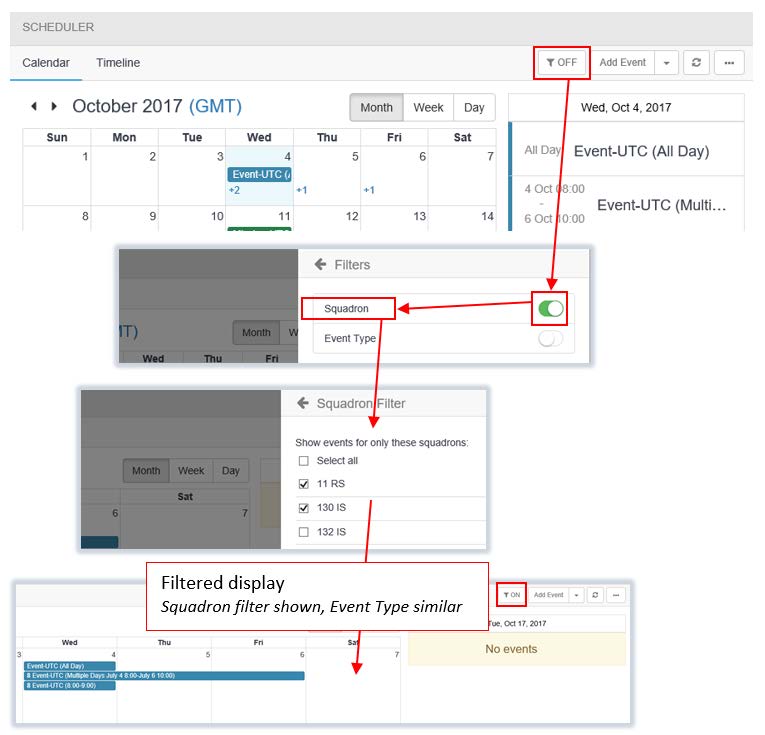 SCHEDULER
Calendar Timeline OFF Add Event
October 2017 (GMT) Month Week Day Wed, Oct 4, 2017
Sun Mon Tue Wed Thu Fri Sat
1 2 3 4 5 6 7
All Day Event-UTC (All Day)
Event-UTC (
+2 +1 +1
4 Oct 08:00
-
6 Oct 10:00
Event-UTC (Multi…
8 9 10 11 12 13 14
Filters
Squadron
Event Type
MT) Month W
Wed Thu Fri
Squadron Filter
Show events for only these squadrons:
Select all
11 RS
130 IS
132 IS
Month Week Day
Sat
6 7
Filtered display
Squadron filter shown, Event Type similar
ON Add Event
Tue, Oct 17, 2017
No events
Wed Thu Fri Sat
3 4 5 6 7
Event-UTC (All Day)
8 Event-UTC (Multiple Days July 4 8:00-July 6 10:00)
8 Event-UTC (8:00-9:00)